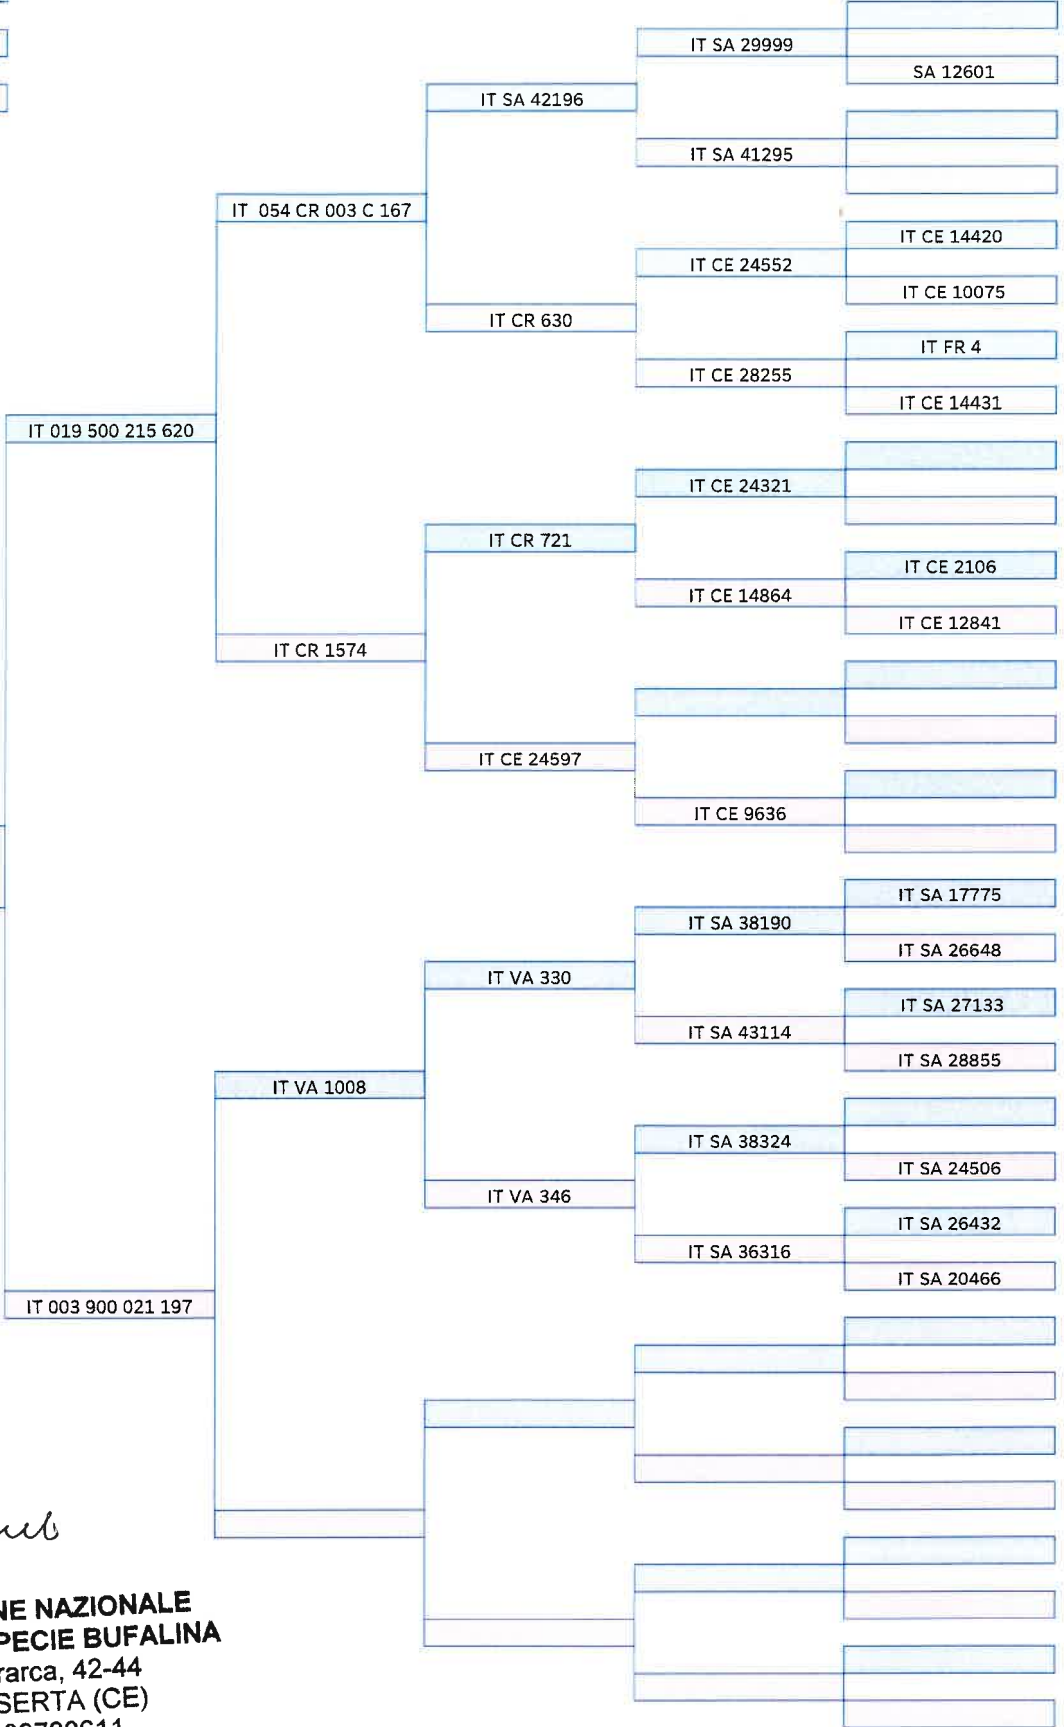 IT SA 29999
SA 12601
IT SA 42196
IT SA 41295
IT 054 CR 003 C 167
IT CE 14420
IT CE 24552
IT CE 10075
IT CR 630
IT FR 4
IT CE 28255
IT CE 14431
IT 019 500 215 620
IT CE 24321
IT CR 721
IT CE 2106
IT CE 14864
IT CE 12841
IT CR 1574
IT CE 24597
IT CE 9636
IT SA 17775
IT SA 38190
IT SA 26648
IT VA 330
IT SA 27133
IT SA 43114
IT SA 28855
IT VA 1008
IT SA 38324
IT SA 24506
IT VA 346
IT SA 26432
IT SA 36316
IT SA 20466
IT 003 900 021 197
NE NAZIONALE
PECIE BUFALINA
rarca, 42-44
SERTA (CE)